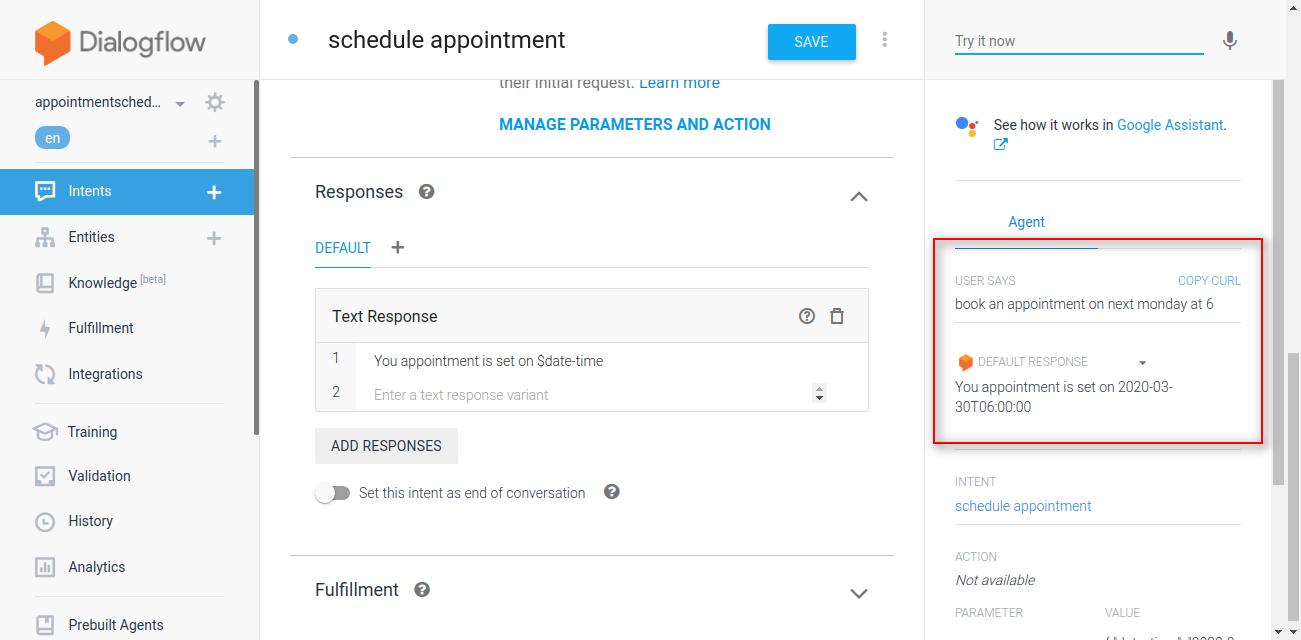 Dialogflow
appointmentsched...
en
Intents
Entities
Knowledge [beta]
Fulfillment
Integrations
Training
Validation
History
Analytics
Prebuilt Agents
schedule appointment
SAVE
their initial request. Learn more
MANAGE PARAMETERS AND ACTION
Responses
DEFAULT
Text Response
1 You appointment is set on $date-time
2 Enter a text response variant
ADD RESPONSES
Set this intent as end of conversation
Fulfillment
Try it now
See how it works in Google Assistant.
Agent
USER SAYS COPY CURL
book an appointment on next monday at 6
DEFAULT RESPONSE
You appointment is set on 2020-03-
30T06:00:00
INTENT
schedule appointment
ACTION
Not available
PARAMETER VALUE